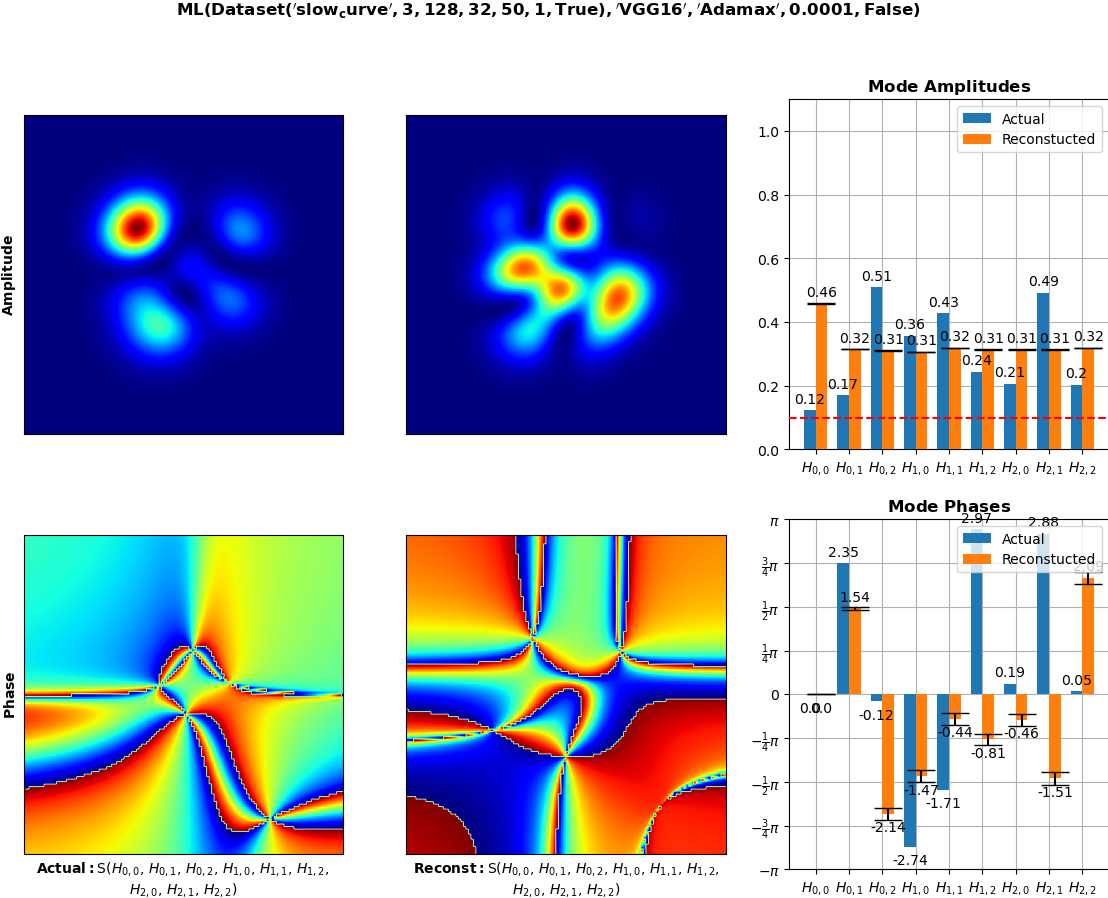 ML(Dataset('slow_curve', 3, 128, 32, 50, 1, True), 'VGG16', 'Adamax', 0.0001, False)
Amplitude
Mode Amplitudes
Actual
Reconstucted
1.0
0.8
0.6
0.4
0.2
0.0
0.12 0.46 0.17 0.32 0.51 0.31 0.36 0.31 0.43 0.32 0.24 0.31 0.21 0.31 0.49 0.31 0.2 0.32
H0,0 H0,1 H0,2 H1,0 H1,1 H1,2 H2,0 H2,1 H2,2
Phase
Actual: S(H0,0, H0,1, H0,2, H1,0, H1,1, H1,2,
H2,0, H2,1, H2,2)
Reconst: S(H0,0, H0,1, H0,2, H1,0, H1,1, H1,2,
H2,0, H2,1, H2,2)
Mode Phases
Actual
Reconstucted
π
3/4π
1/2π
1/4π
0
−1/4π
−1/2π
−3/4π
−π
0.0 0.0 2.35 1.54 -0.12 -2.14 -2.74 -1.47 -1.71 -0.44 2.97 -0.81 0.19 -0.46 2.88 -1.51 0.05 2.09
H0,0 H0,1 H0,2 H1,0 H1,1 H1,2 H2,0 H2,1 H2,2